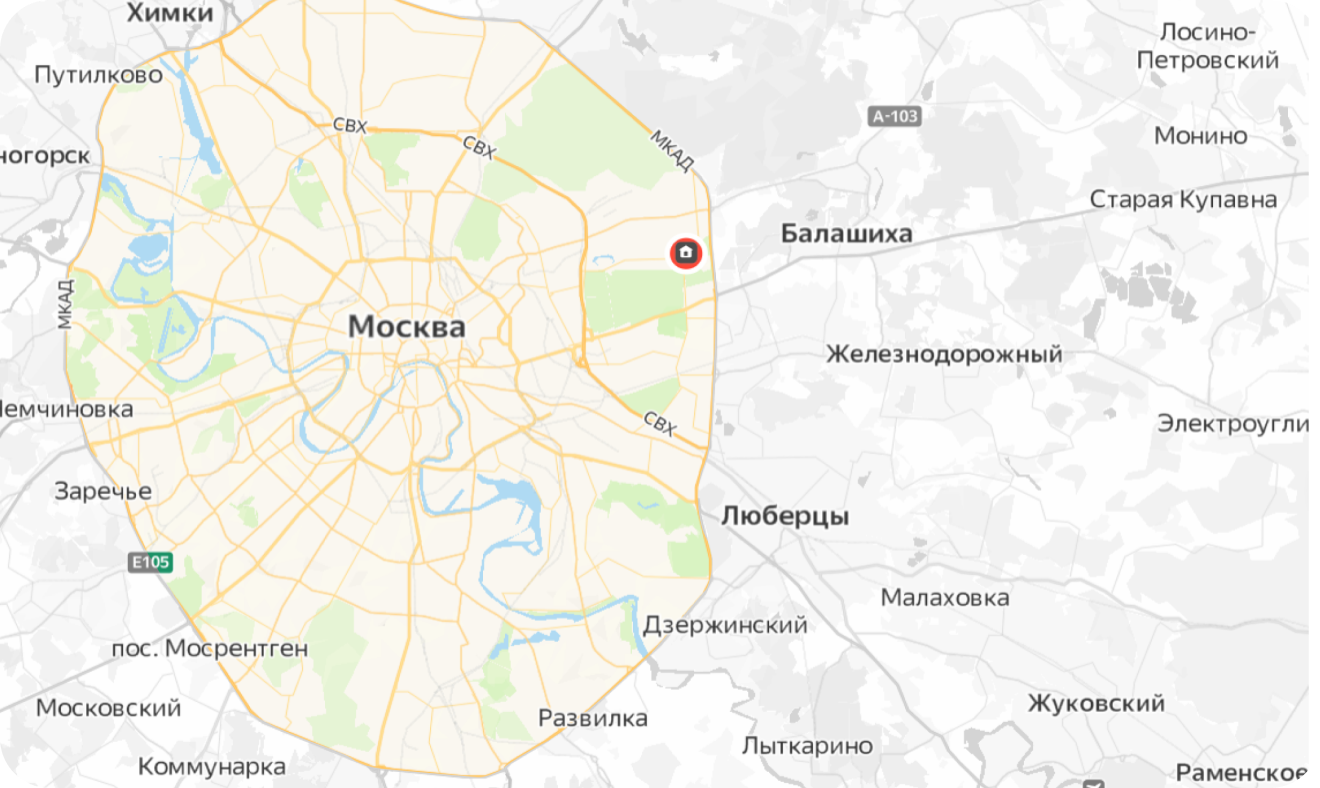 Химки
Лосино-
Петровский
Путилково
А-103
СВХ
Монино
СВХ
МКАД
ногорск
Старая Купавна
Балашиха
МКАД
Москва
Железнодорожный
Немчиновка
СВХ
Электроугли
Заречье
Люберцы
E105
Малаховка
Дзержинский
пос. Мосрентген
Московский
Жуковский
Развилка
Лыткарино
Коммунарка
Раменское